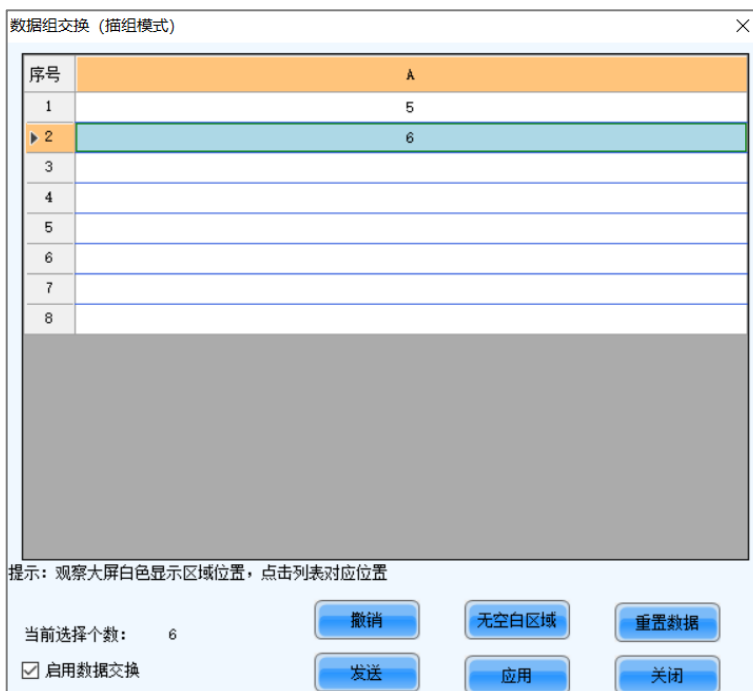 数据组交换（描组模式）
序号 A
1 5
2 6
3
4
5
6
7
8
提示：观察大屏白色显示区域位置，点击列表对应位置
当前选择个数： 6 撤销 无空白区域 重置数据
启用数据交换 发送 应用 关闭